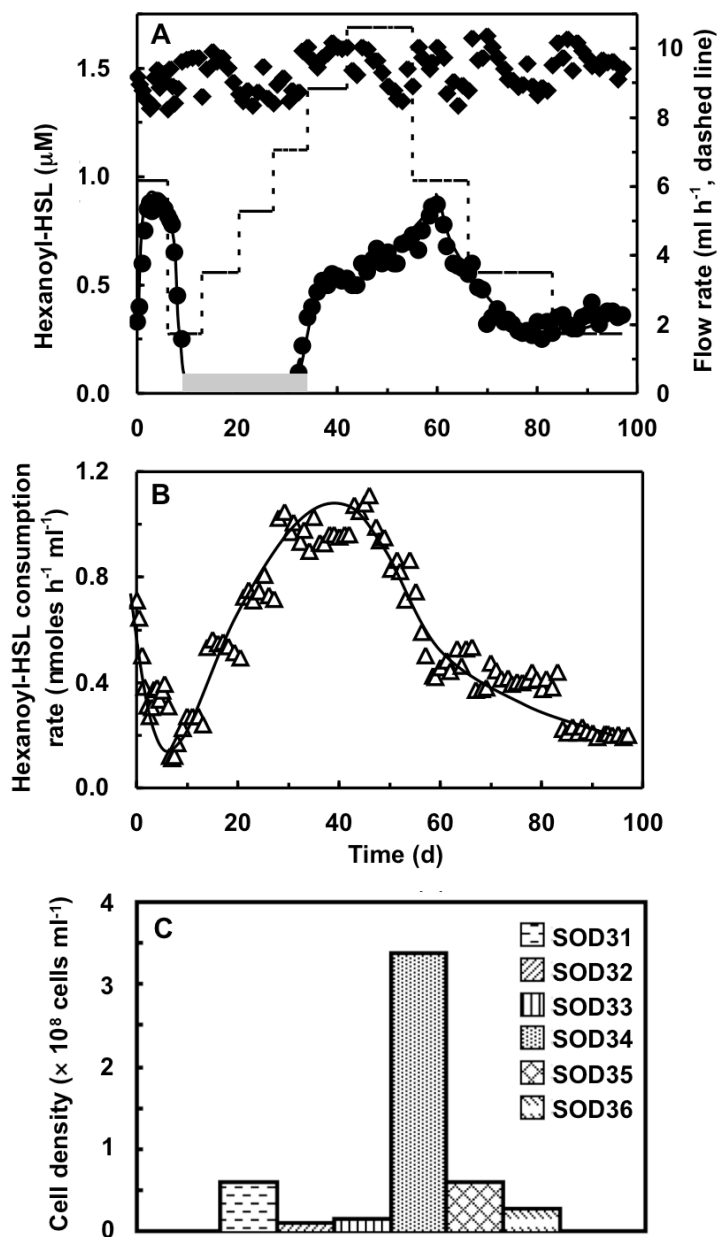 A
Hexanoyl-HSL (µM)
1.5
1.0
0.5
0.0
10
8
6
4
2
0
Flow rate (ml h⁻¹, dashed line)
0 20 40 60 80 100
B
Hexanoyl-HSL consumption
rate (nmoles h⁻¹ ml⁻¹)
1.2
0.8
0.4
0.0
0 20 40 60 80 100
Time (d)
C
Cell density (× 10⁸ cells ml⁻¹)
4
3
1
1
0
SOD31
SOD32
SOD33
SOD34
SOD35
SOD36